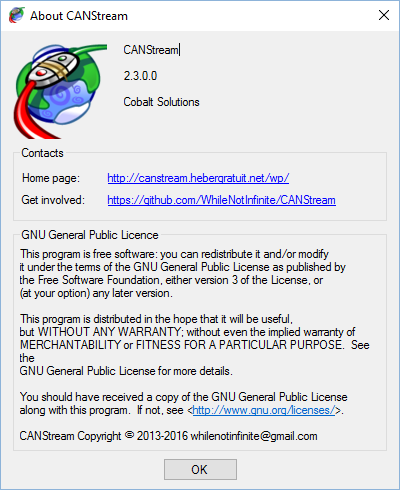 About CANStream
CANStream
2.3.0.0
Cobalt Solutions
Contacts
Home page: http://canstream.hebergratuit.net/wp/
Get involved: https://github.com/WhileNotInfinite/CANStream
GNU General Public Licence
This program is free software: you can redistribute it and/or modify
it under the terms of the GNU General Public License as published by
the Free Software Foundation, either version 3 of the License, or
(at your option) any later version.
This program is distributed in the hope that it will be useful,
but WITHOUT ANY WARRANTY; without even the implied warranty of
MERCHANTABILITY or FITNESS FOR A PARTICULAR PURPOSE.  See
the
GNU General Public License for more details.
You should have received a copy of the GNU General Public License
along with this program.  If not, see <http://www.gnu.org/licenses/>.
CANStream Copyright © 2013-2016 whilenotinfinite@gmail.com
OK